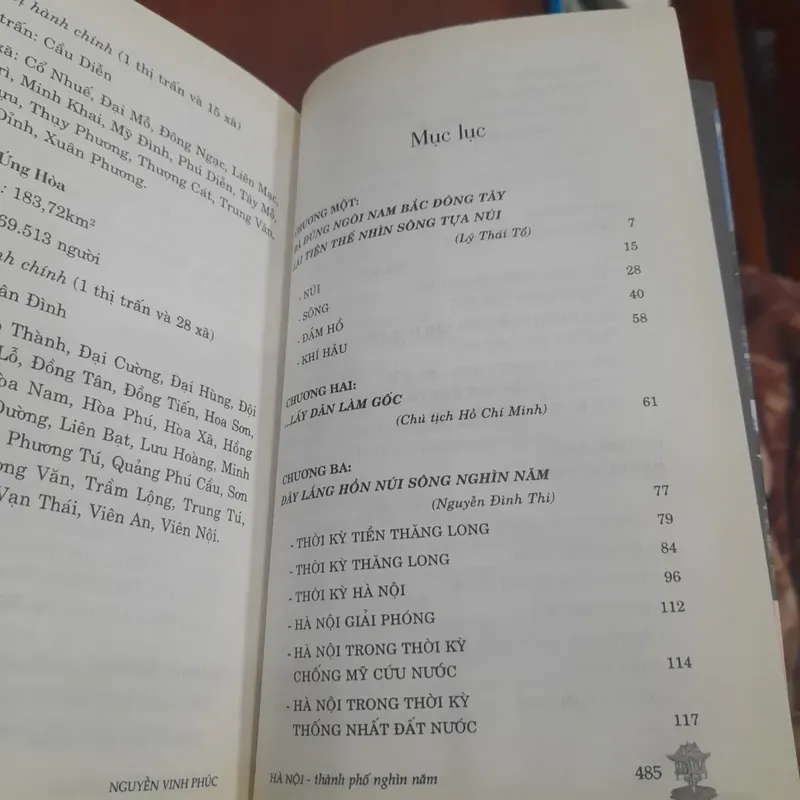 hành chính (1 thị trấn và 15 xã)
trấn: Cầu Diễn
xã: Cổ Nhuế, Đại Mỗ, Đông Ngạc, Liên Mạc,
Minh Khai, Mỹ Đình, Phú Diễn, Tây Mỗ,
Thụy Phương, Thượng Cát, Trung Văn,
Đỉnh, Xuân Phương.
Ứng Hòa
: 183,72km²
69.513 người
nh chính (1 thị trấn và 28 xã)
ân Đình
Thành, Đại Cường, Đại Hùng, Đội
Lỗ, Đồng Tân, Đồng Tiến, Hoa Sơn,
Hòa Nam, Hòa Phú, Hòa Xá, Hồng
Đường, Liên Bạt, Lưu Hoàng, Minh
Phương Tú, Quảng Phú Cầu, Sơn
Văn, Trầm Lộng, Trung Tú,
Vạn Thái, Viên An, Viên Nội.
NGUYỄN VINH PHÚC
Mục lục
CHƯƠNG MỘT:
ĐÃ ĐÚNG NGÔI NAM BẮC ĐÔNG TÂY
LẠI TIỆN THẾ NHÌN SÔNG TỰA NÚI 7
(Lý Thái Tổ) 15
- NÚI 28
- SÔNG 40
- ĐẦM HỒ 58
- KHÍ HẬU
CHƯƠNG HAI:
...LẤY DÂN LÀM GỐC 61
(Chủ tịch Hồ Chí Minh)
CHƯƠNG BA:
ĐÂY LẮNG HỒN NÚI SÔNG NGHÌN NĂM 77
(Nguyễn Đình Thi)
- THỜI KỲ TIỀN THĂNG LONG 79
- THỜI KỲ THĂNG LONG 84
- THỜI KỲ HÀ NỘI 96
- HÀ NỘI GIẢI PHÓNG 112
- HÀ NỘI TRONG THỜI KỲ
CHỐNG MỸ CỨU NƯỚC 114
- HÀ NỘI TRONG THỜI KỲ
THỐNG NHẤT ĐẤT NƯỚC 117
HÀ NỘI - thành phố nghìn năm 485